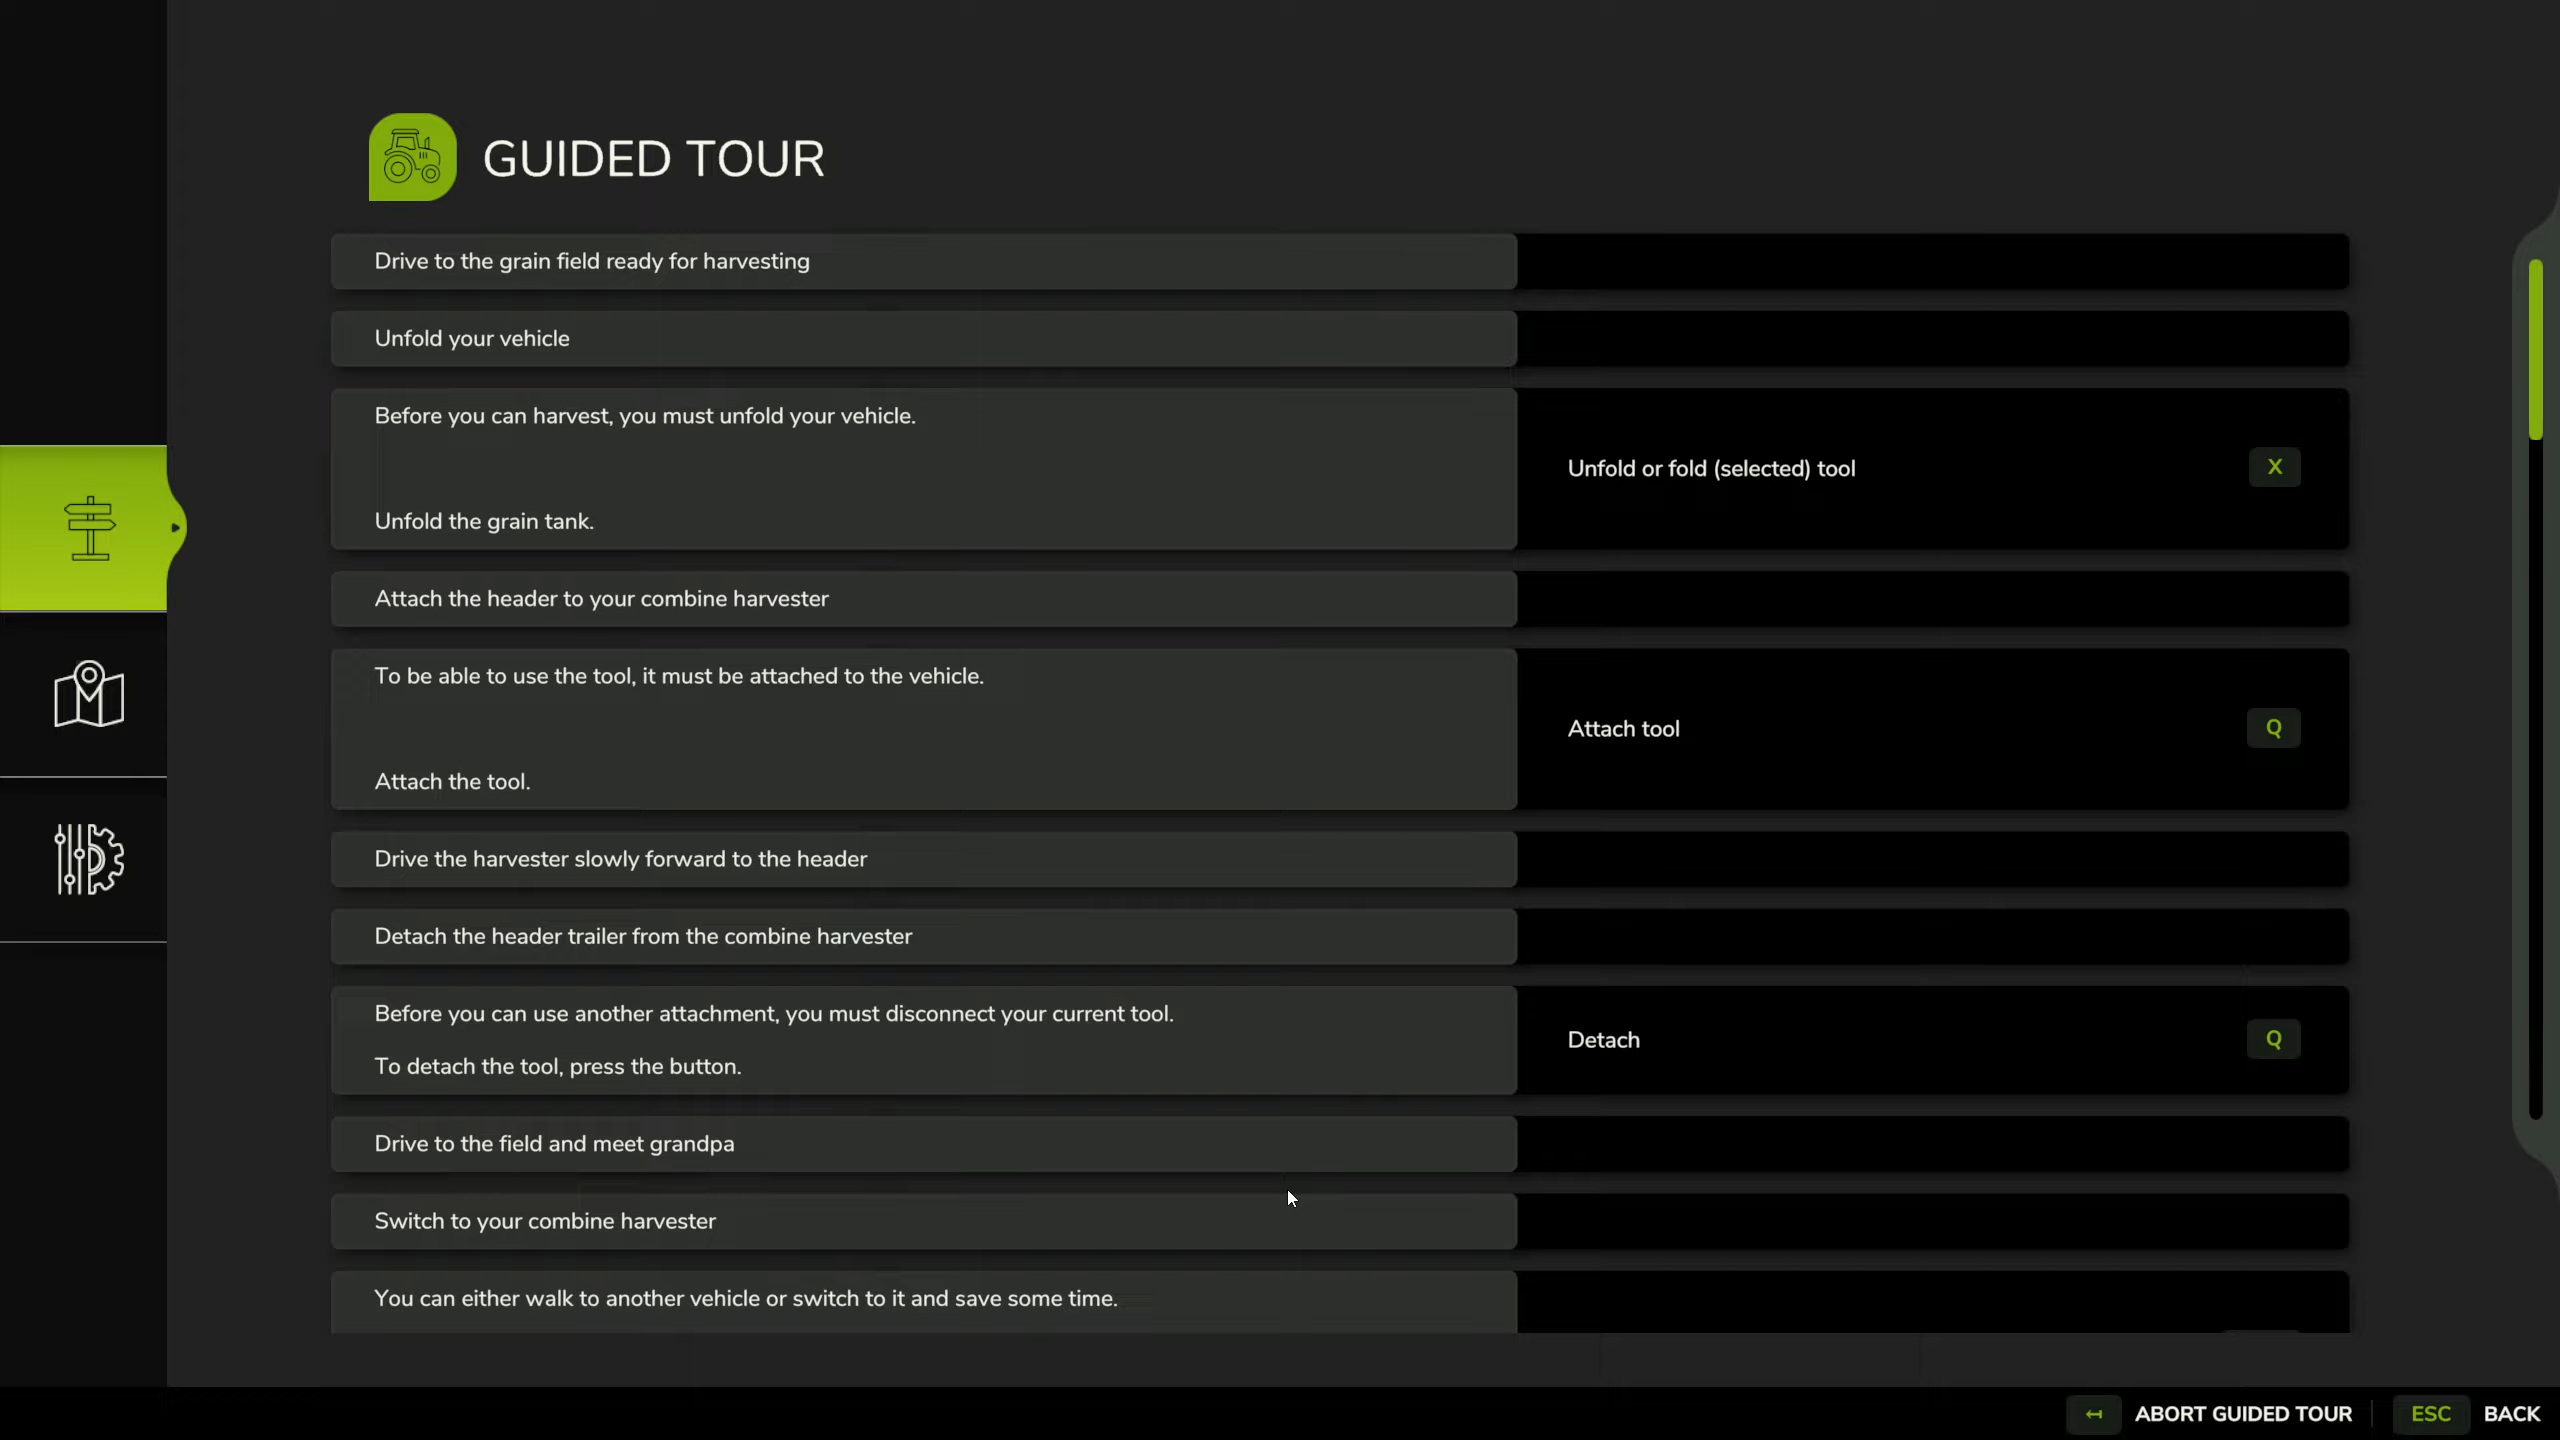 GUIDED TOUR
Drive to the grain field ready for harvesting
Unfold your vehicle
Before you can harvest, you must unfold your vehicle.
Unfold or fold (selected) tool X
Unfold the grain tank.
Attach the header to your combine harvester
To be able to use the tool, it must be attached to the vehicle.
Attach tool Q
Attach the tool.
Drive the harvester slowly forward to the header
Detach the header trailer from the combine harvester
Before you can use another attachment, you must disconnect your current tool.
Detach Q
To detach the tool, press the button.
Drive to the field and meet grandpa
Switch to your combine harvester
You can either walk to another vehicle or switch to it and save some time.
ABORT GUIDED TOUR ESC BACK